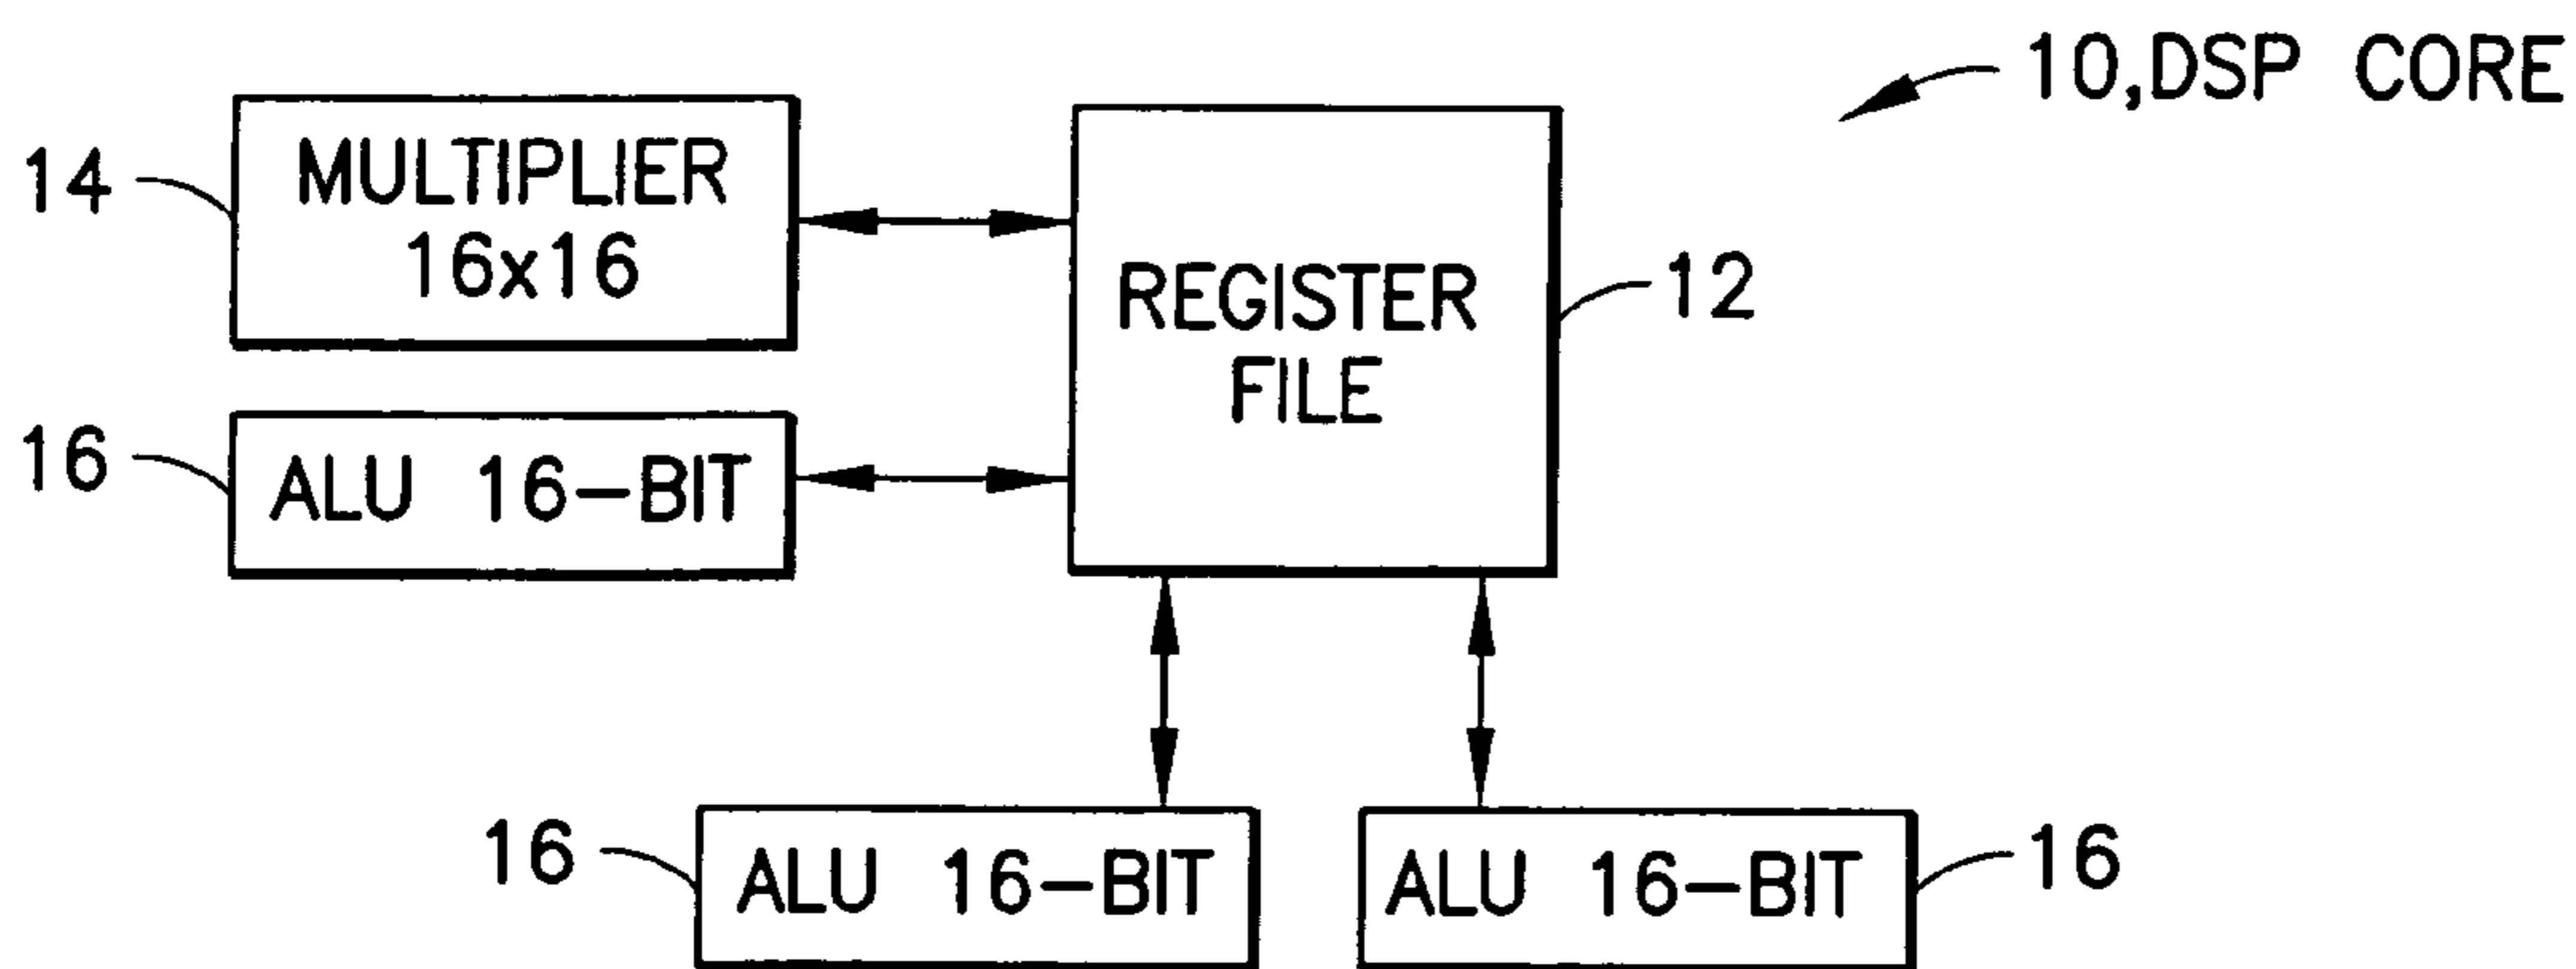 10,DSP CORE
14
MULTIPLIER
16x16
REGISTER
FILE
12
16
ALU 16-BIT
16
ALU 16-BIT
ALU 16-BIT
16